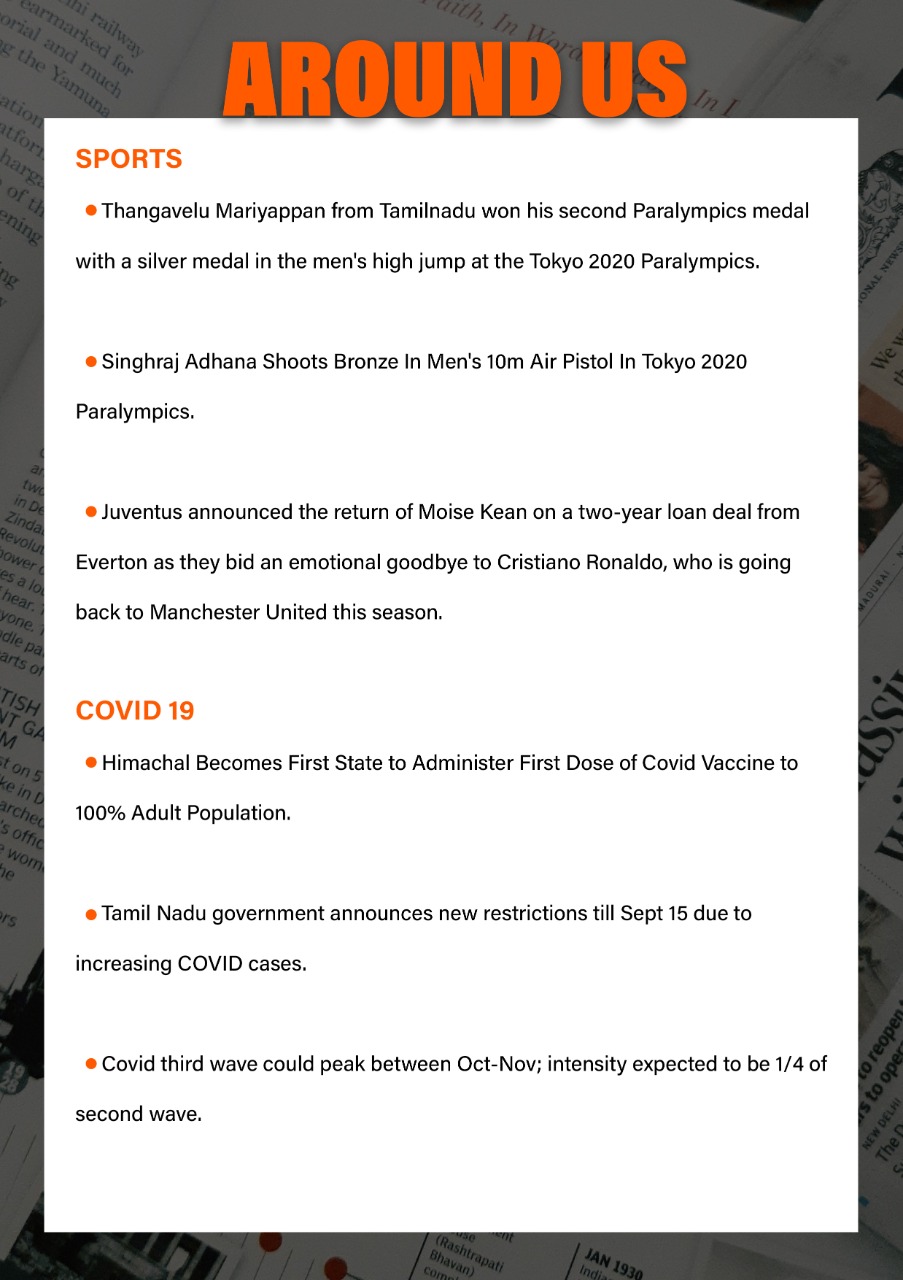 AROUND US
SPORTS
● Thangavelu Mariyappan from Tamilnadu won his second Paralympics medal
with a silver medal in the men's high jump at the Tokyo 2020 Paralympics.
● Singhraj Adhana Shoots Bronze In Men's 10m Air Pistol In Tokyo 2020
Paralympics.
● Juventus announced the return of Moise Kean on a two-year loan deal from
Everton as they bid an emotional goodbye to Cristiano Ronaldo, who is going
back to Manchester United this season.
COVID 19
● Himachal Becomes First State to Administer First Dose of Covid Vaccine to
100% Adult Population.
● Tamil Nadu government announces new restrictions till Sept 15 due to
increasing COVID cases.
● Covid third wave could peak between Oct-Nov; intensity expected to be 1/4 of
second wave.
(Rashtrapati
Bhavan)
JAN 1930